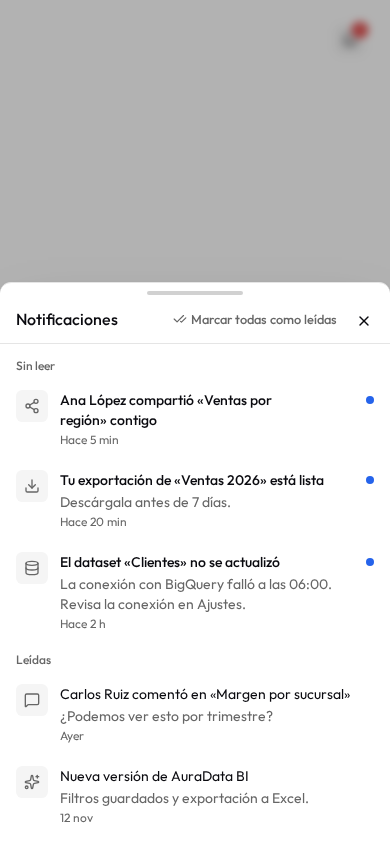 Notificaciones
Marcar todas como leídas
Sin leer
Ana López compartió «Ventas por
región» contigo
Hace 5 min
Tu exportación de «Ventas 2026» está lista
Descárgala antes de 7 días.
Hace 20 min
El dataset «Clientes» no se actualizó
La conexión con BigQuery falló a las 06:00.
Revisa la conexión en Ajustes.
Hace 2 h
Leídas
Carlos Ruiz comentó en «Margen por sucursal»
¿Podemos ver esto por trimestre?
Ayer
Nueva versión de AuraData BI
Filtros guardados y exportación a Excel.
12 nov